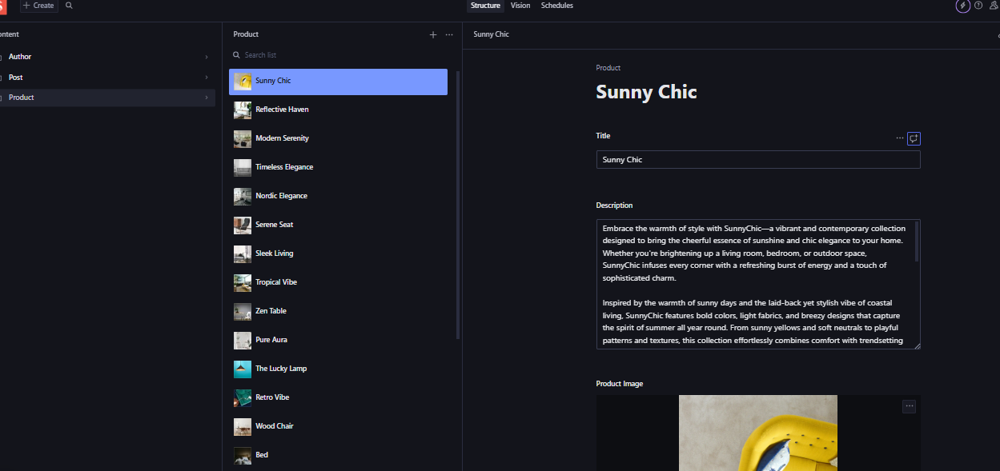 + Create
Structure
Vision
Schedules
ontent
Author
Post
Product
Product
Search list
Sunny Chic
Reflective Haven
Modern Serenity
Timeless Elegance
Nordic Elegance
Serene Seat
Sleek Living
Tropical Vibe
Zen Table
Pure Aura
The Lucky Lamp
Retro Vibe
Wood Chair
Bed
Sunny Chic
Product
Sunny Chic
Title
Sunny Chic
Description
Embrace the warmth of style with SunnyChic—a vibrant and contemporary collection
designed to bring the cheerful essence of sunshine and chic elegance to your home.
Whether you're brightening up a living room, bedroom, or outdoor space,
SunnyChic infuses every corner with a refreshing burst of energy and a touch of
sophisticated charm.
Inspired by the warmth of sunny days and the laid-back yet stylish vibe of coastal
living, SunnyChic features bold colors, light fabrics, and breezy designs that capture
the spirit of summer all year round. From sunny yellows and soft neutrals to playful
patterns and textures, this collection effortlessly combines comfort with trendsetting
Product Image